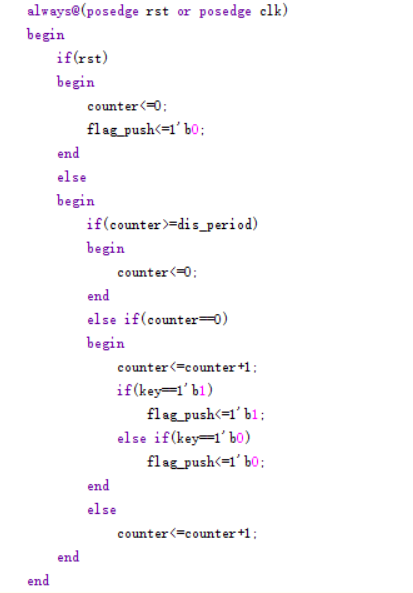 always@(posedge rst or posedge clk)
begin
if(rst)
begin
counter<=0;
flag_push<=1'b0;
end
else
begin
if(counter>=dis_period)
begin
counter<=0;
end
else if(counter==0)
begin
counter<=counter+1;
if(key==1'b1)
flag_push<=1'b1;
else if(key==1'b0)
flag_push<=1'b0;
end
else
counter<=counter+1;
end
end